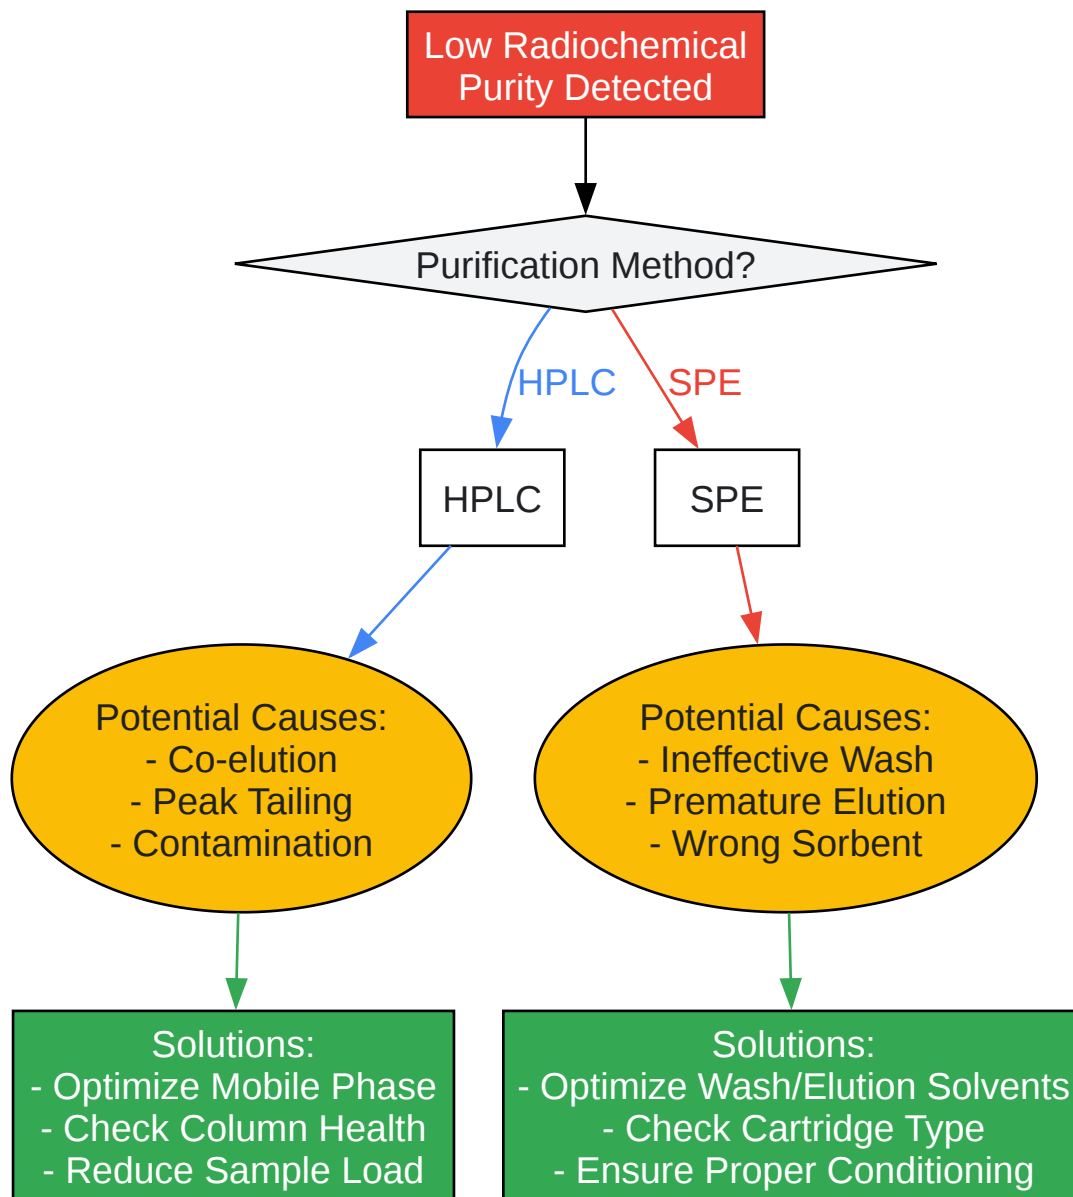 Low Radiochemical
Purity Detected
Purification Method?
HPLC
SPE
HPLC
SPE
Potential Causes:
- Co-elution
- Peak Tailing
- Contamination
Potential Causes:
- Ineffective Wash
- Premature Elution
- Wrong Sorbent
Solutions:
- Optimize Mobile Phase
- Check Column Health
- Reduce Sample Load
Solutions:
- Optimize Wash/Elution Solvents
- Check Cartridge Type
- Ensure Proper Conditioning